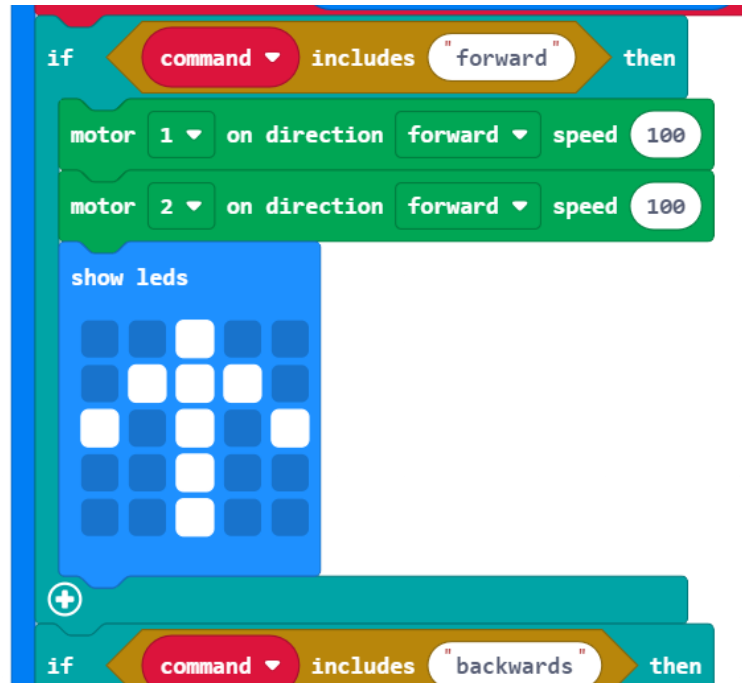 if command includes "forward" then
motor 1 on direction forward speed 100
motor 2 on direction forward speed 100
show leds
if command includes "backwards" then